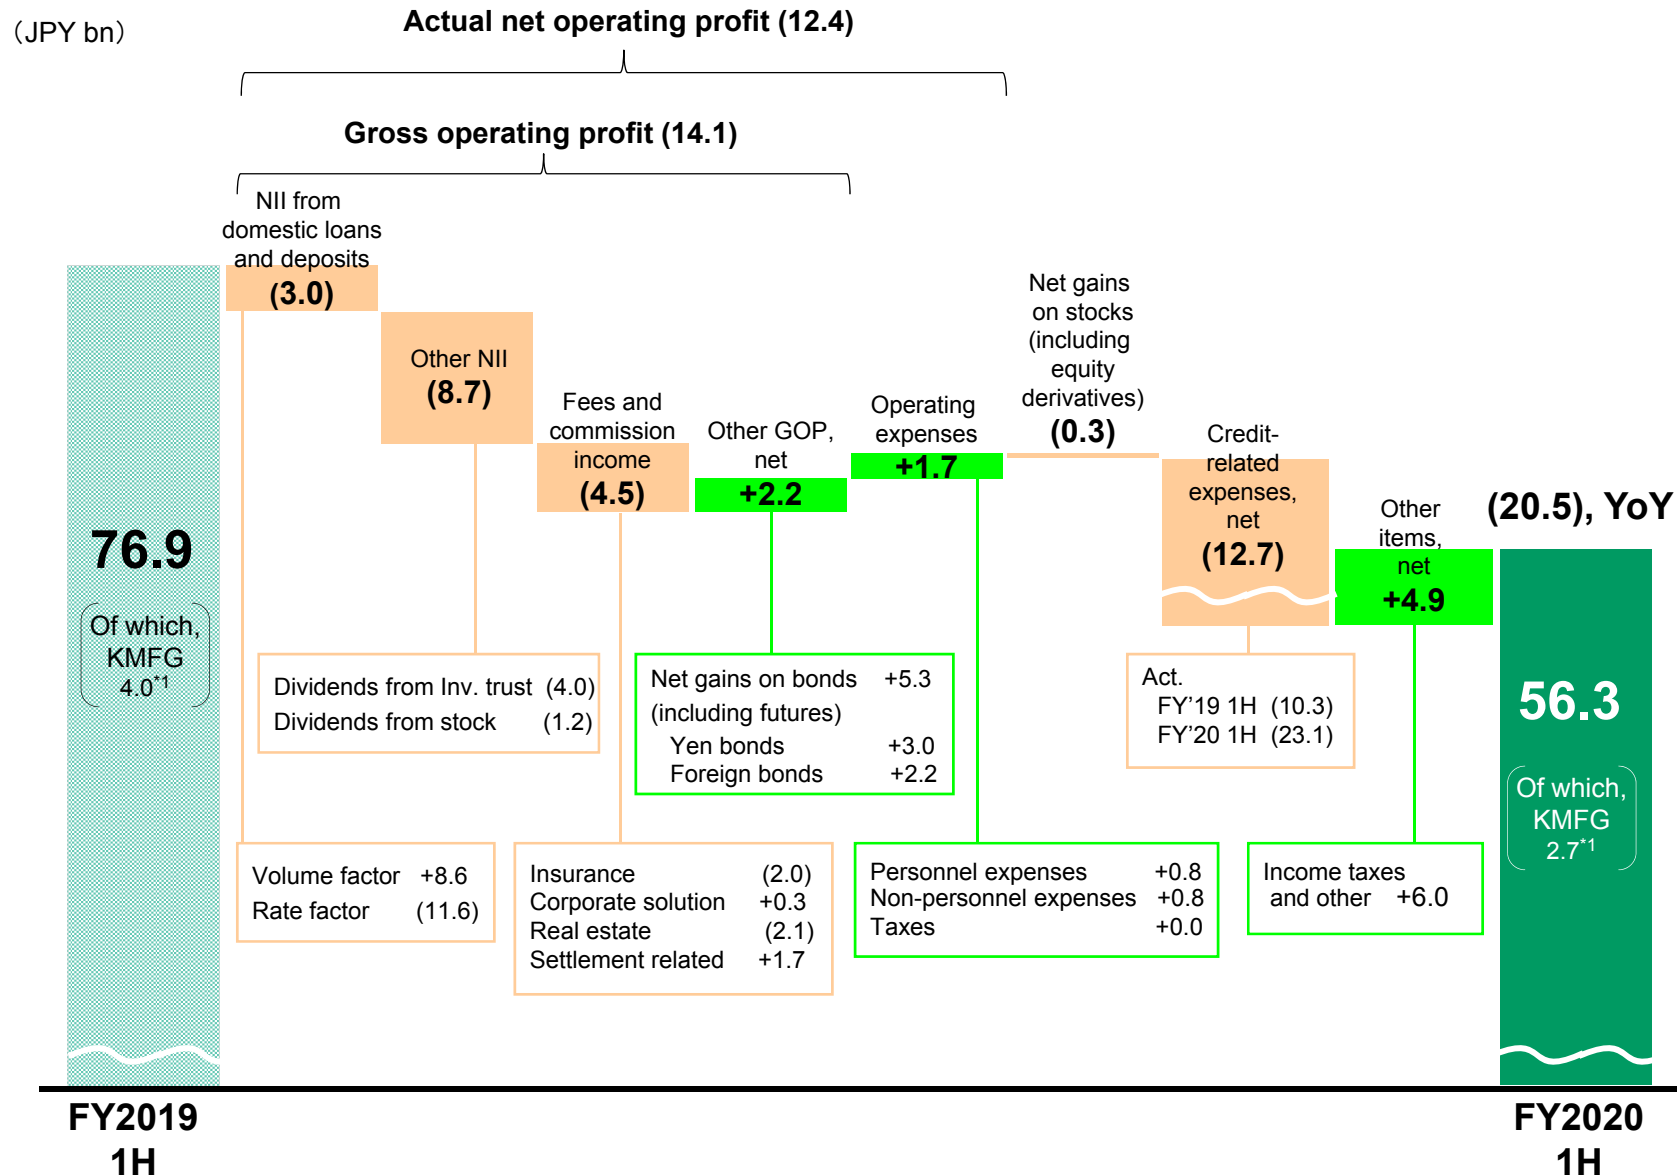 （JPY bn）
Actual net operating profit (12.4)
Gross operating profit (14.1)
NII from
domestic loans
and deposits
(3.0)
Other NII
(8.7)
Fees and
commission
income
(4.5)
Other GOP,
net
+2.2
Operating
expenses
+1.7
Net gains
on stocks
(including
equity
derivatives)
(0.3)
Credit-
related
expenses,
net
(12.7)
Other
items,
net
+4.9
(20.5), YoY
76.9
Of which,
KMFG
4.0*1
56.3
Of which,
KMFG
2.7*1
Dividends from Inv. trust (4.0)
Dividends from stock (1.2)
Net gains on bonds +5.3
(including futures)
Yen bonds +3.0
Foreign bonds +2.2
Act.
FY'19 1H (10.3)
FY'20 1H (23.1)
Volume factor +8.6
Rate factor (11.6)
Insurance (2.0)
Corporate solution +0.3
Real estate (2.1)
Settlement related +1.7
Personnel expenses +0.8
Non-personnel expenses +0.8
Taxes +0.0
Income taxes
and other +6.0
FY2019
1H
FY2020
1H